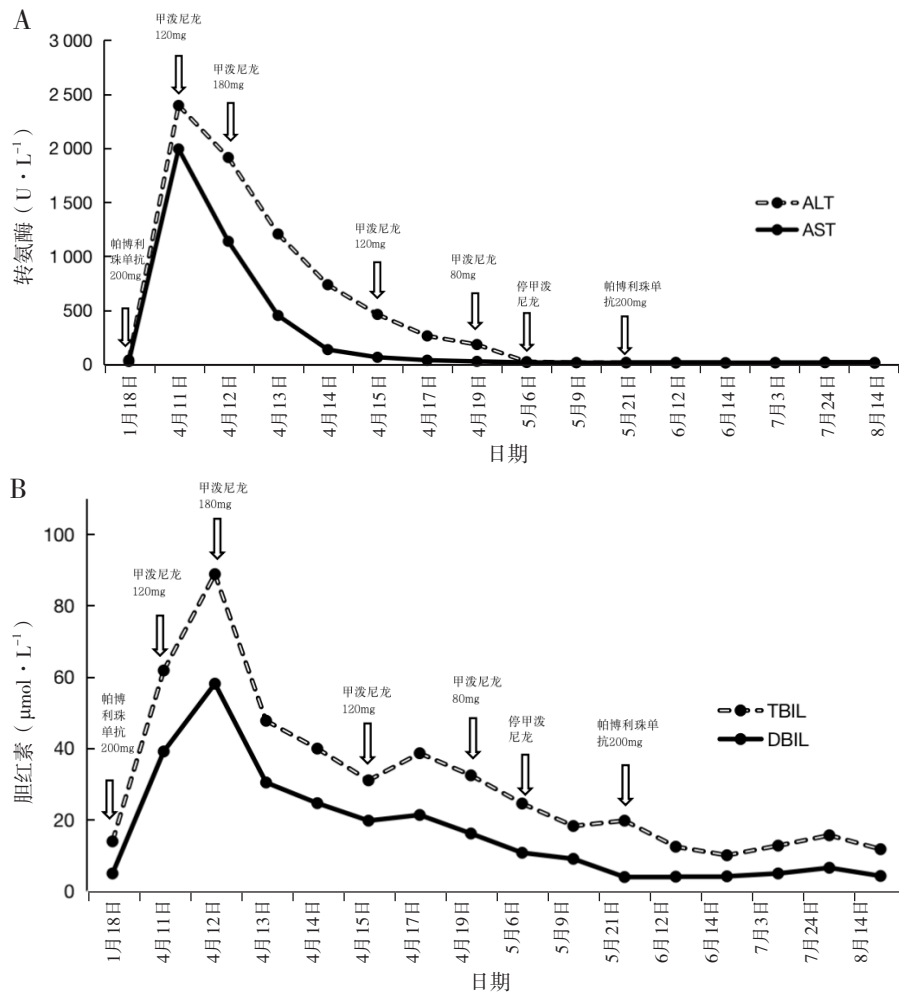 A
甲泼尼龙
120mg
甲泼尼龙
180mg
3 000
2 500
2 000
1 500
1 000
500
0
转氨酶（U·L⁻¹）
帕博利
珠单抗
200mg
甲泼尼龙
120mg
甲泼尼龙
80mg
停甲泼
尼龙
帕博利珠单
抗200mg
ALT
AST
1月18日
4月11日
4月12日
4月13日
4月14日
4月15日
4月17日
4月19日
5月6日
5月9日
5月21日
6月12日
6月14日
7月3日
7月24日
8月14日
日期
B
甲泼尼龙
180mg
甲泼尼龙
120mg
100
80
60
40
20
0
胆红素（μmol·L⁻¹）
帕博
利珠
单抗
200mg
甲泼尼龙
120mg
甲泼尼龙
80mg
停甲泼
尼龙
帕博利珠单
抗200mg
TBIL
DBIL
1月18日
4月11日
4月12日
4月13日
4月14日
4月15日
4月17日
4月19日
5月6日
5月9日
5月21日
6月12日
6月14日
7月3日
7月24日
8月14日
日期